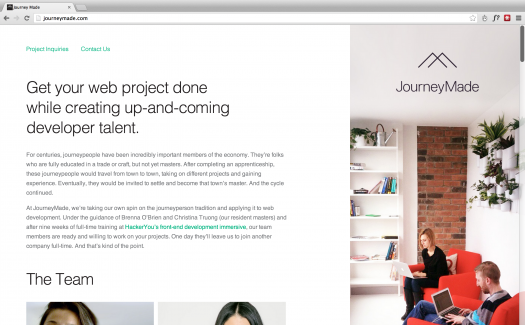 Journey Made
journeymade.com
Project Inquiries
Contact Us
JourneyMade
Get your web project done
while creating up-and-coming
developer talent.
For centuries, journeypeople have been incredibly important members of the economy. They're folks
who are fully educated in a trade or craft, but not yet masters. After completing an apprenticeship,
these journeypeople would travel from town to town, taking on different projects and gaining
experience. Eventually, they would be invited to settle and become that town's master. And the cycle
continued.
At JourneyMade, we're taking our own spin on the journeyperson tradition and applying it to web
development. Under the guidance of Brenna O'Brien and Christina Truong (our resident masters) and
after nine weeks of full-time training at HackerYou's front-end development immersive, our team
members are ready and willing to work on your projects. One day they'll leave us to join another
company full-time. And that's kind of the point.
The Team